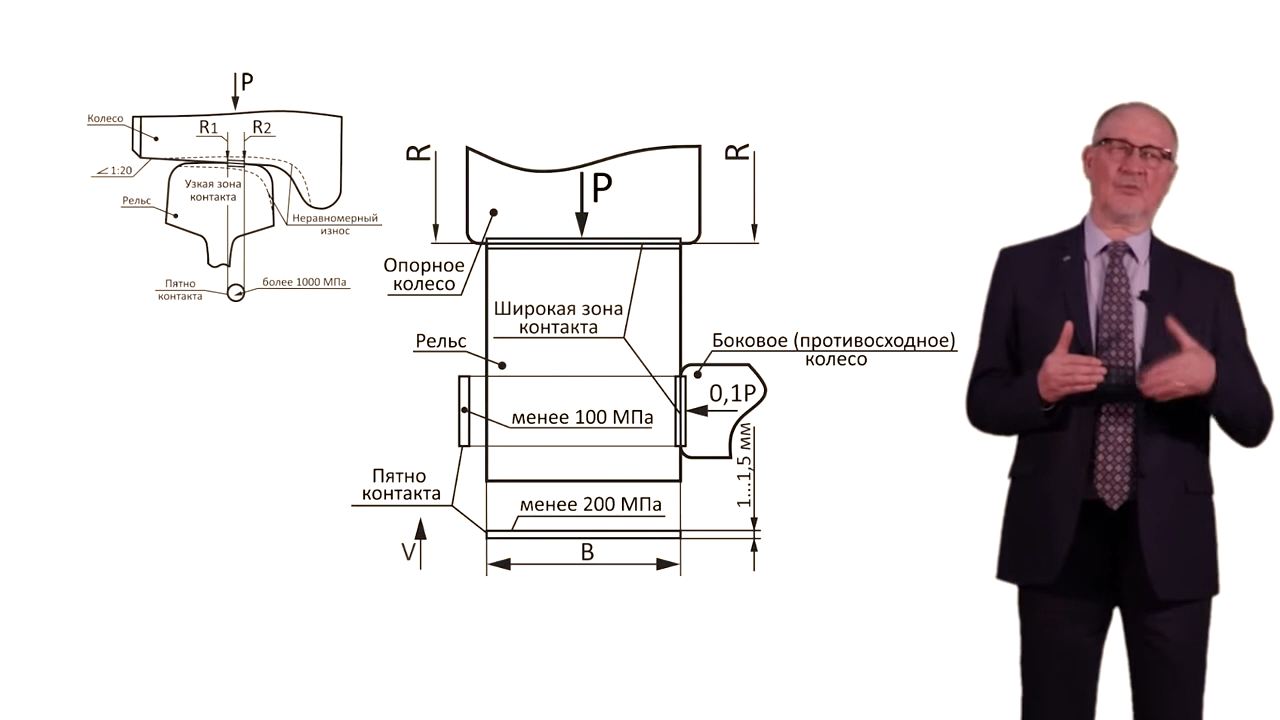 P
Колесо
R1
R2
∠1:20
Узкая зона
контакта
Рельс
Неравномерный
износ
Пятно
контакта
более 1000 МПа
R
R
P
Опорное
колесо
Широкая зона
контакта
Рельс
Боковое (противосходное)
колесо
0,1P
менее 100 МПа
1...1,5 мм
Пятно
контакта
менее 200 МПа
V
B